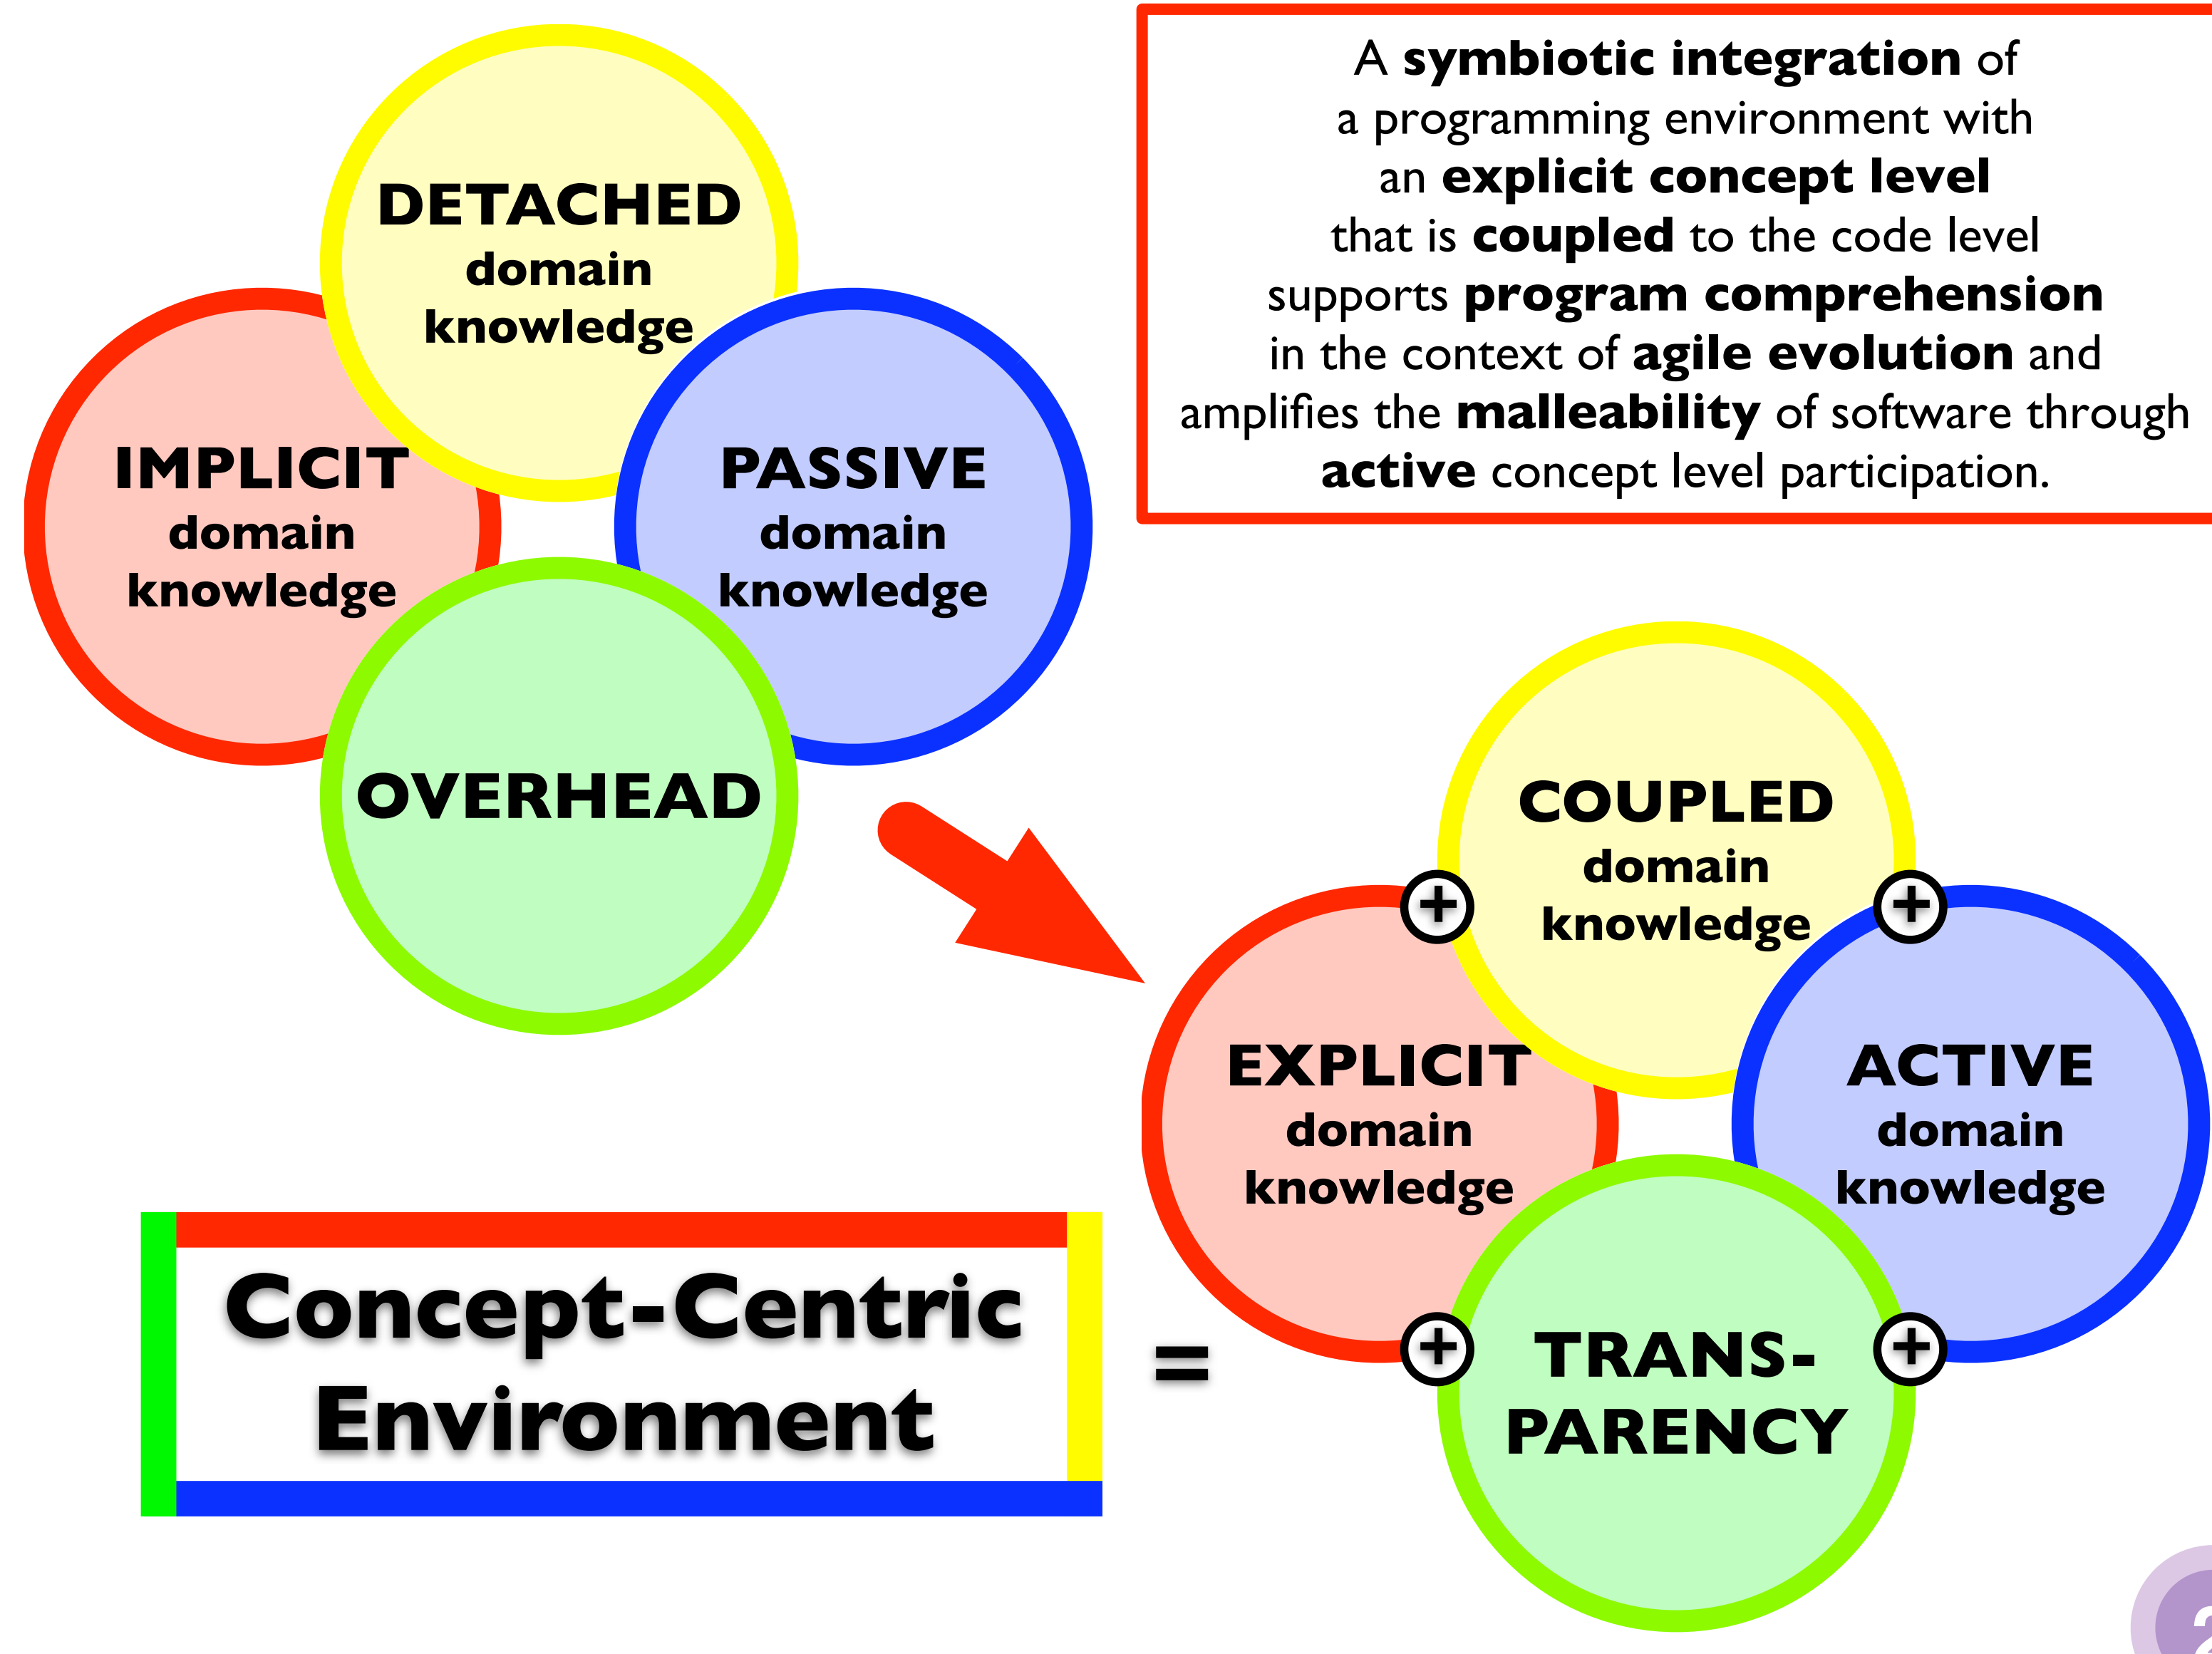 A symbiotic integration of
a programming environment with
an explicit concept level
that is coupled to the code level
supports program comprehension
in the context of agile evolution and
amplifies the malleability of software through
active concept level participation.
DETACHED
domain
knowledge
IMPLICIT
domain
knowledge
PASSIVE
domain
knowledge
OVERHEAD
COUPLED
domain
knowledge
+
+
EXPLICIT
domain
knowledge
ACTIVE
domain
knowledge
+
+
TRANS-
PARENCY
Concept-Centric
Environment
=